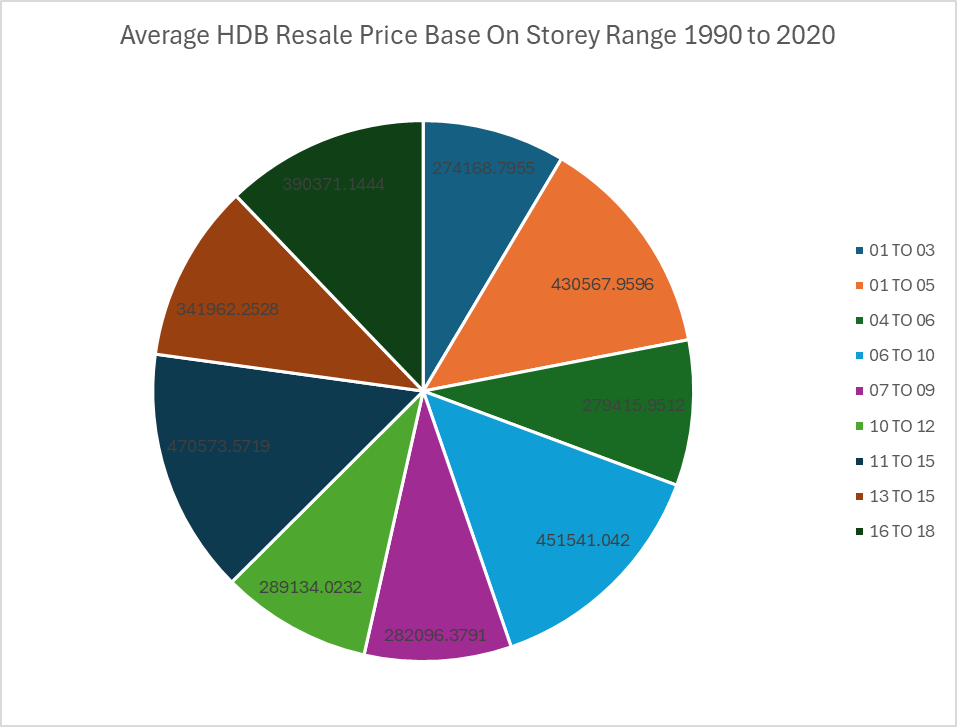 Average HDB Resale Price Base On Storey Range 1990 to 2020
390371.1444
274168.7955
430567.9596
341962.2528
279415.9512
470573.5719
451541.042
289134.0232
282096.3791
01 TO 03
01 TO 05
04 TO 06
06 TO 10
07 TO 09
10 TO 12
11 TO 15
13 TO 15
16 TO 18